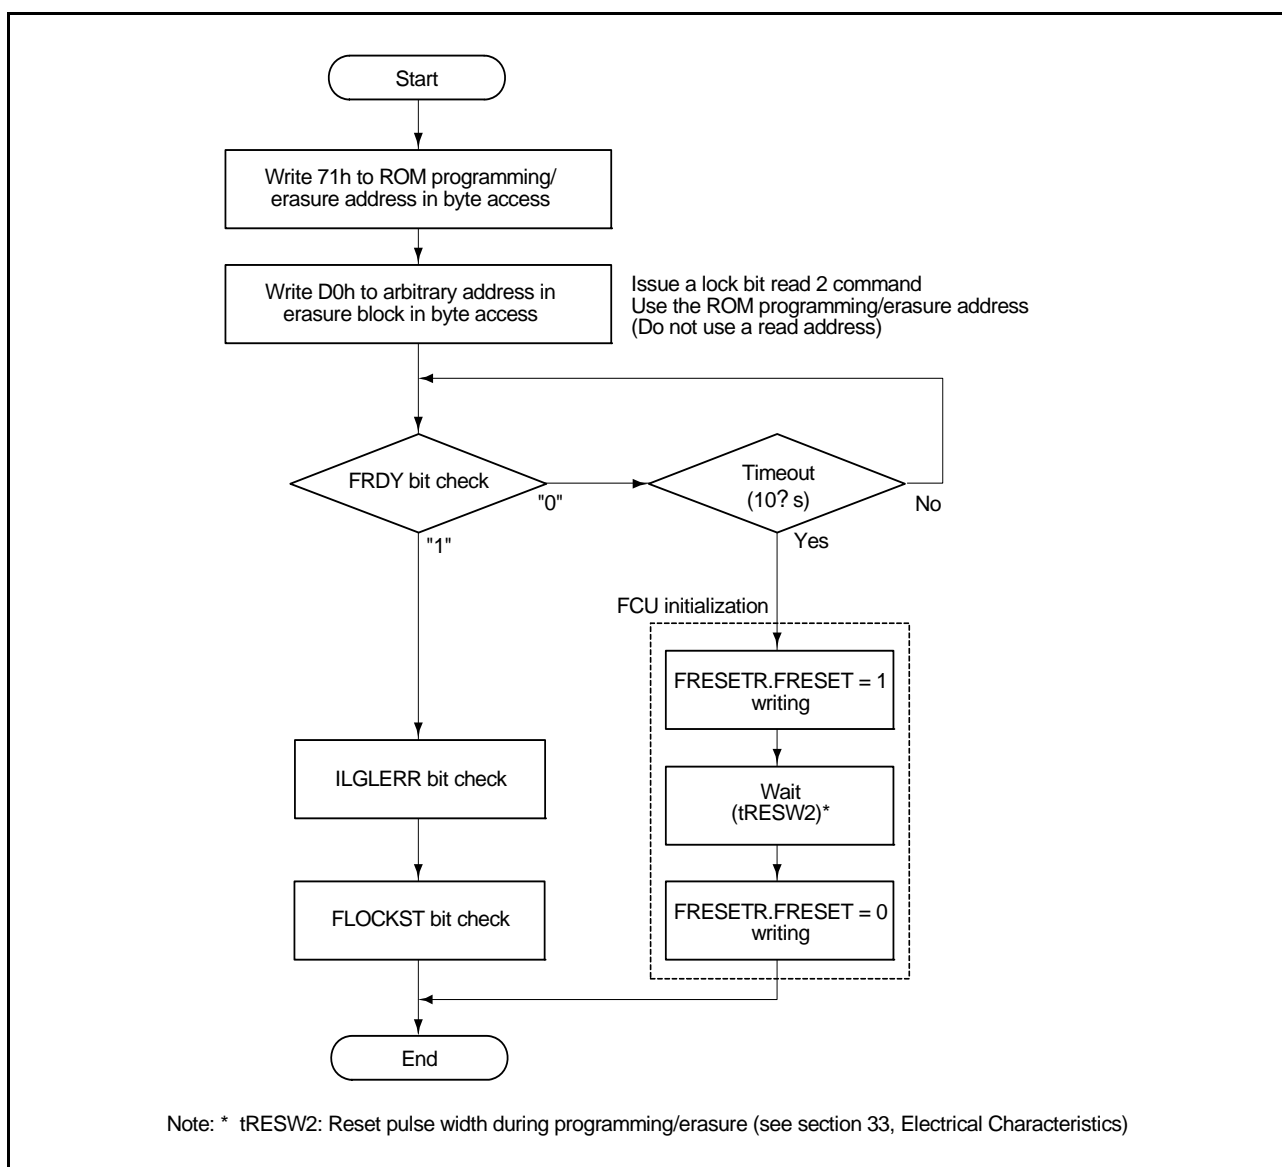 Start
Write 71h to ROM programming/
erasure address in byte access
Write D0h to arbitrary address in
erasure block in byte access
Issue a lock bit read 2 command
Use the ROM programming/erasure address
(Do not use a read address)
FRDY bit check
"0"
"1"
Timeout
(10? s)
No
Yes
FCU initialization
FRESETR.FRESET = 1
writing
ILGLERR bit check
Wait
(tRESW2)*
FLOCKST bit check
FRESETR.FRESET = 0
writing
End
Note: * tRESW2: Reset pulse width during programming/erasure (see section 33, Electrical Characteristics)